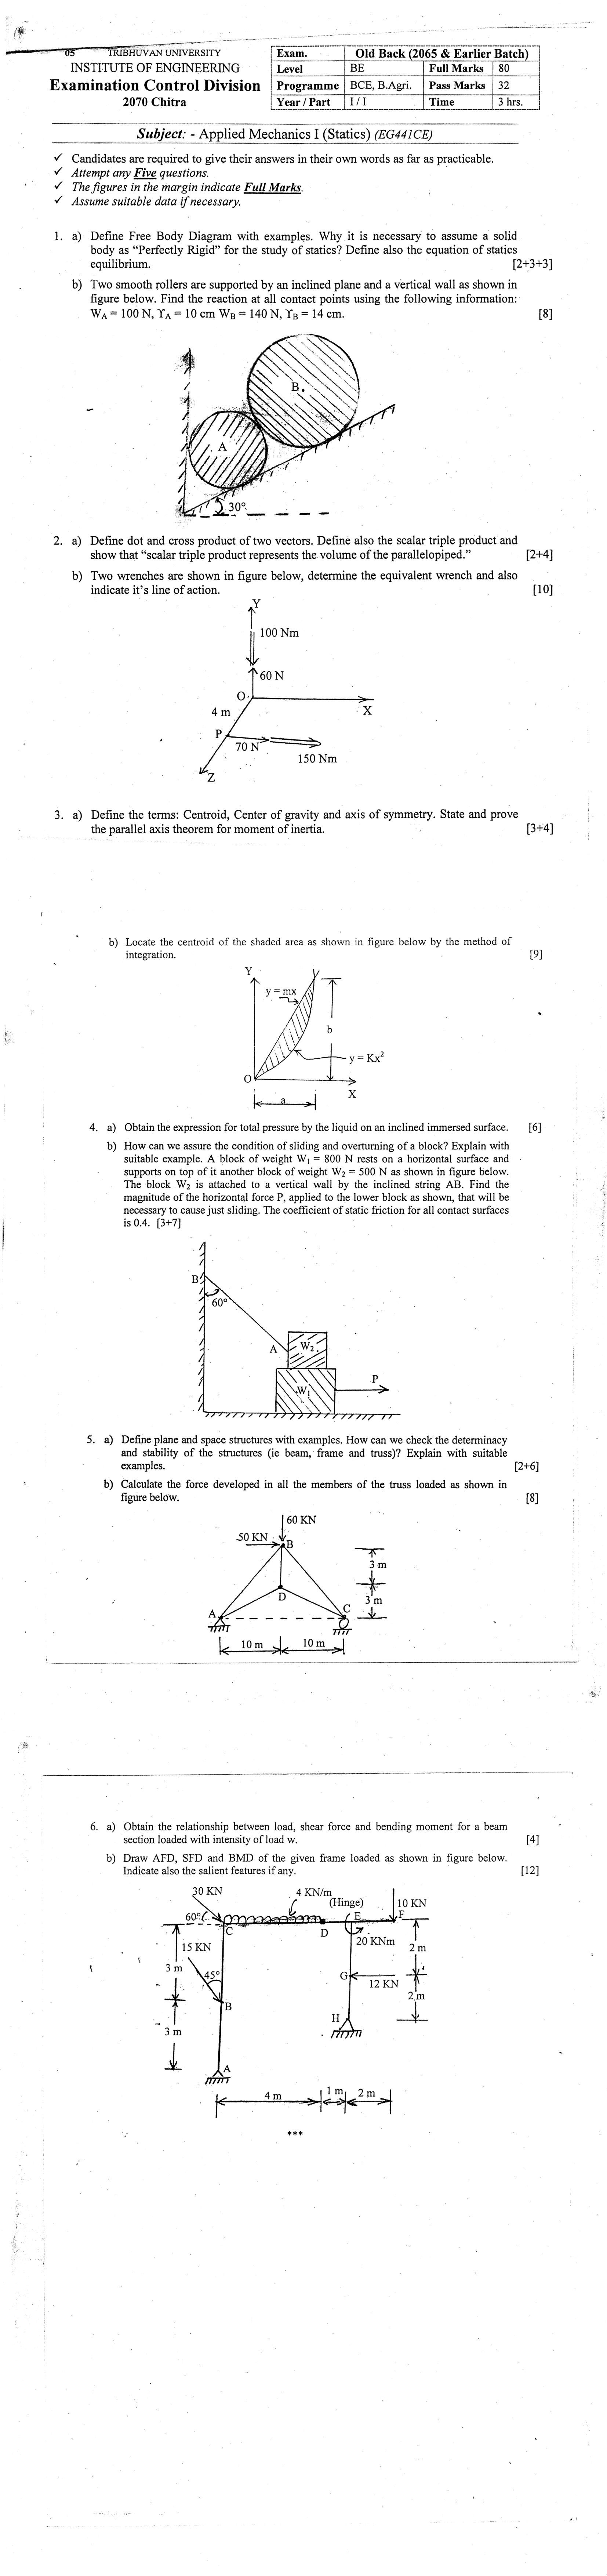 05 TRIBHUVAN UNIVERSITY
INSTITUTE OF ENGINEERING
Examination Control Division
2070 Chitra
Exam. Old Back (2065 & Earlier Batch)
Level BE Full Marks 80
Programme BCE, B.Agri. Pass Marks 32
Year / Part I / I Time 3 hrs.
Subject: - Applied Mechanics I (Statics) (EG441CE)
✓ Candidates are required to give their answers in their own words as far as practicable.
✓ Attempt any Five questions.
✓ The figures in the margin indicate Full Marks.
✓ Assume suitable data if necessary.
1. a) Define Free Body Diagram with examples. Why it is necessary to assume a solid
body as “Perfectly Rigid” for the study of statics? Define also the equation of statics
equilibrium. [2+3+3]
b) Two smooth rollers are supported by an inclined plane and a vertical wall as shown in
figure below. Find the reaction at all contact points using the following information:
WA = 100 N, ϒA = 10 cm WB = 140 N, ϒB = 14 cm. [8]
B
A
30°
2. a) Define dot and cross product of two vectors. Define also the scalar triple product and
show that “scalar triple product represents the volume of the parallelopiped.” [2+4]
b) Two wrenches are shown in figure below, determine the equivalent wrench and also
indicate it's line of action. [10]
Y
100 Nm
60 N
O
X
4 m
P
70 N
150 Nm
Z
3. a) Define the terms: Centroid, Center of gravity and axis of symmetry. State and prove
the parallel axis theorem for moment of inertia. [3+4]
b) Locate the centroid of the shaded area as shown in figure below by the method of
integration. [9]
Y
y = mx
b
y = Kx²
O
X
a
4. a) Obtain the expression for total pressure by the liquid on an inclined immersed surface. [6]
b) How can we assure the condition of sliding and overturning of a block? Explain with
suitable example. A block of weight W1 = 800 N rests on a horizontal surface and
supports on top of it another block of weight W2 = 500 N as shown in figure below.
The block W2 is attached to a vertical wall by the inclined string AB. Find the
magnitude of the horizontal force P, applied to the lower block as shown, that will be
necessary to cause just sliding. The coefficient of static friction for all contact surfaces
is 0.4. [3+7]
B
60°
A
W2
P
W1
5. a) Define plane and space structures with examples. How can we check the determinacy
and stability of the structures (ie beam, frame and truss)? Explain with suitable
examples. [2+6]
b) Calculate the force developed in all the members of the truss loaded as shown in
figure below. [8]
60 KN
50 KN
B
3 m
D
3 m
A
C
10 m
10 m
6. a) Obtain the relationship between load, shear force and bending moment for a beam
section loaded with intensity of load w. [4]
b) Draw AFD, SFD and BMD of the given frame loaded as shown in figure below.
Indicate also the salient features if any. [12]
30 KN
4 KN/m
(Hinge)
10 KN
60°
C
D
E
F
15 KN
20 KNm
2 m
3 m
45°
G
12 KN
B
2 m
H
3 m
A
4 m
1 m
2 m
***